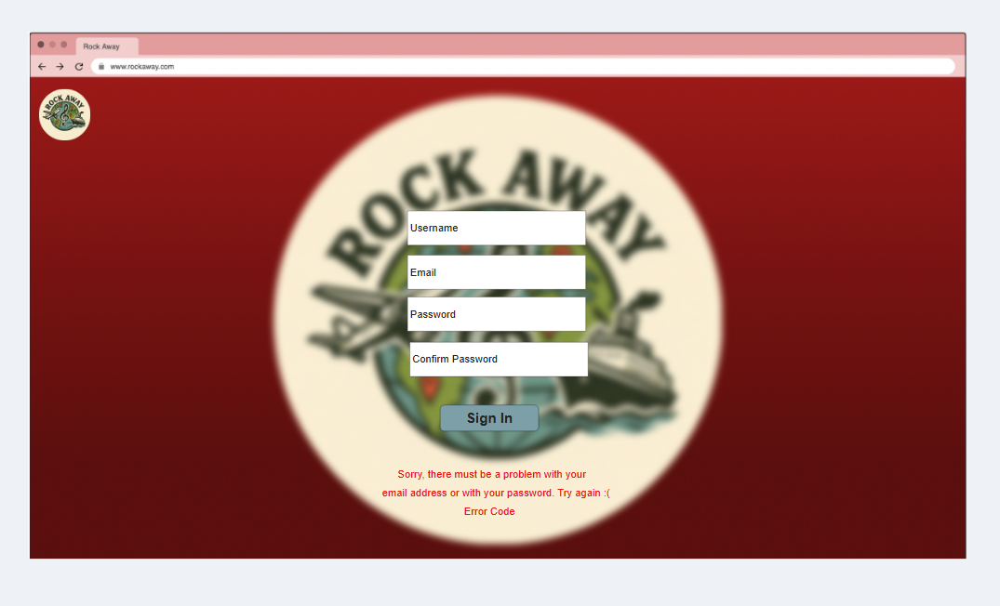 Rock Away
www.rockaway.com
ROCK AWAY
ROCK AWAY
Username
Email
Password
Confirm Password
Sign In
Sorry, there must be a problem with your
email address or with your password. Try again :(
Error Code